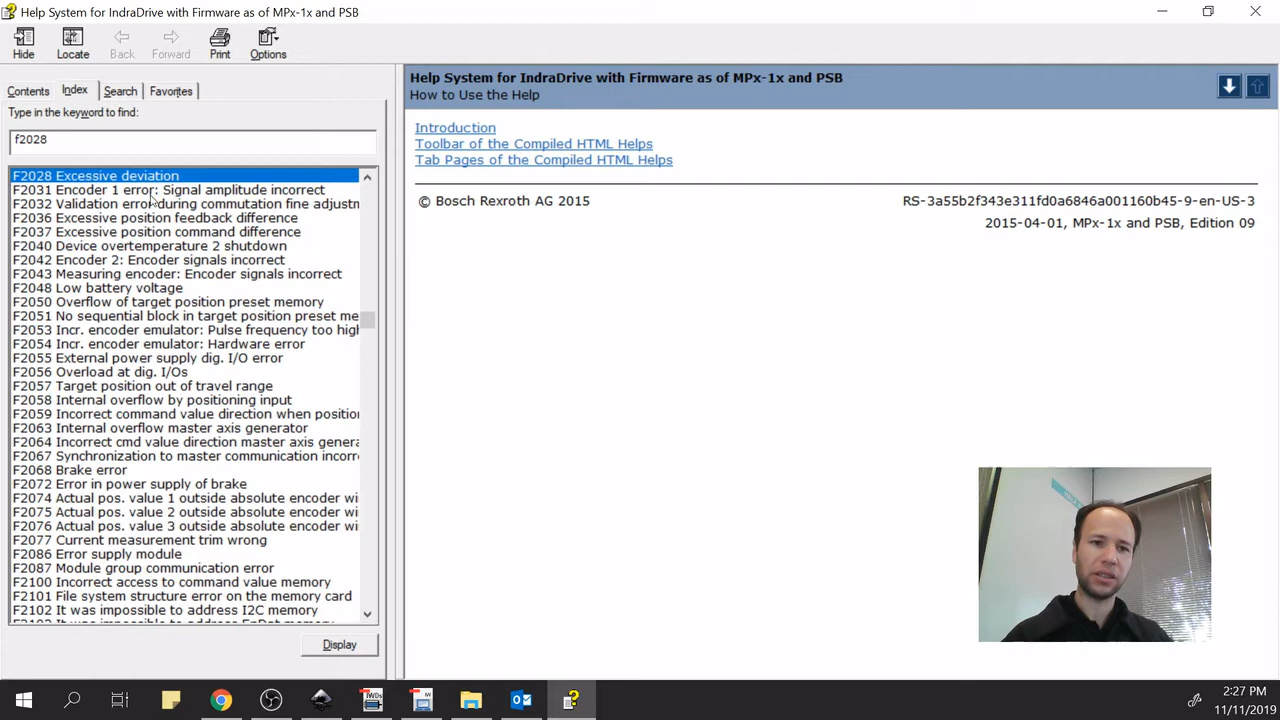 Help System for IndraDrive with Firmware as of MPx-1x and PSB
Hide
Locate
Back
Forward
Print
Options
Contents
Index
Search
Favorites
Type in the keyword to find:
f2028
F2028 Excessive deviation
F2031 Encoder 1 error: Signal amplitude incorrect
F2032 Validation error during commutation fine adjustm
F2036 Excessive position feedback difference
F2037 Excessive position command difference
F2040 Device overtemperature 2 shutdown
F2042 Encoder 2: Encoder signals incorrect
F2043 Measuring encoder: Encoder signals incorrect
F2048 Low battery voltage
F2050 Overflow of target position preset memory
F2051 No sequential block in target position preset me
F2053 Incr. encoder emulator: Pulse frequency too high
F2054 Incr. encoder emulator: Hardware error
F2055 External power supply dig. I/O error
F2056 Overload at dig. I/Os
F2057 Target position out of travel range
F2058 Internal overflow by positioning input
F2059 Incorrect command value direction when position
F2063 Internal overflow master axis generator
F2064 Incorrect cmd value direction master axis genera
F2067 Synchronization to master communication incorr
F2068 Brake error
F2072 Error in power supply of brake
F2074 Actual pos. value 1 outside absolute encoder wi
F2075 Actual pos. value 2 outside absolute encoder wi
F2076 Actual pos. value 3 outside absolute encoder wi
F2077 Current measurement trim wrong
F2086 Error supply module
F2087 Module group communication error
F2100 Incorrect access to command value memory
F2101 File system structure error on the memory card
F2102 It was impossible to address I2C memory
F2103 It was impossible to address EnDat memory
Display
Help System for IndraDrive with Firmware as of MPx-1x and PSB
How to Use the Help
Introduction
Toolbar of the Compiled HTML Helps
Tab Pages of the Compiled HTML Helps
© Bosch Rexroth AG 2015
RS-3a55b2f343e311fd0a6846a001160b45-9-en-US-3
2015-04-01, MPx-1x and PSB, Edition 09
2:27 PM
11/11/2019